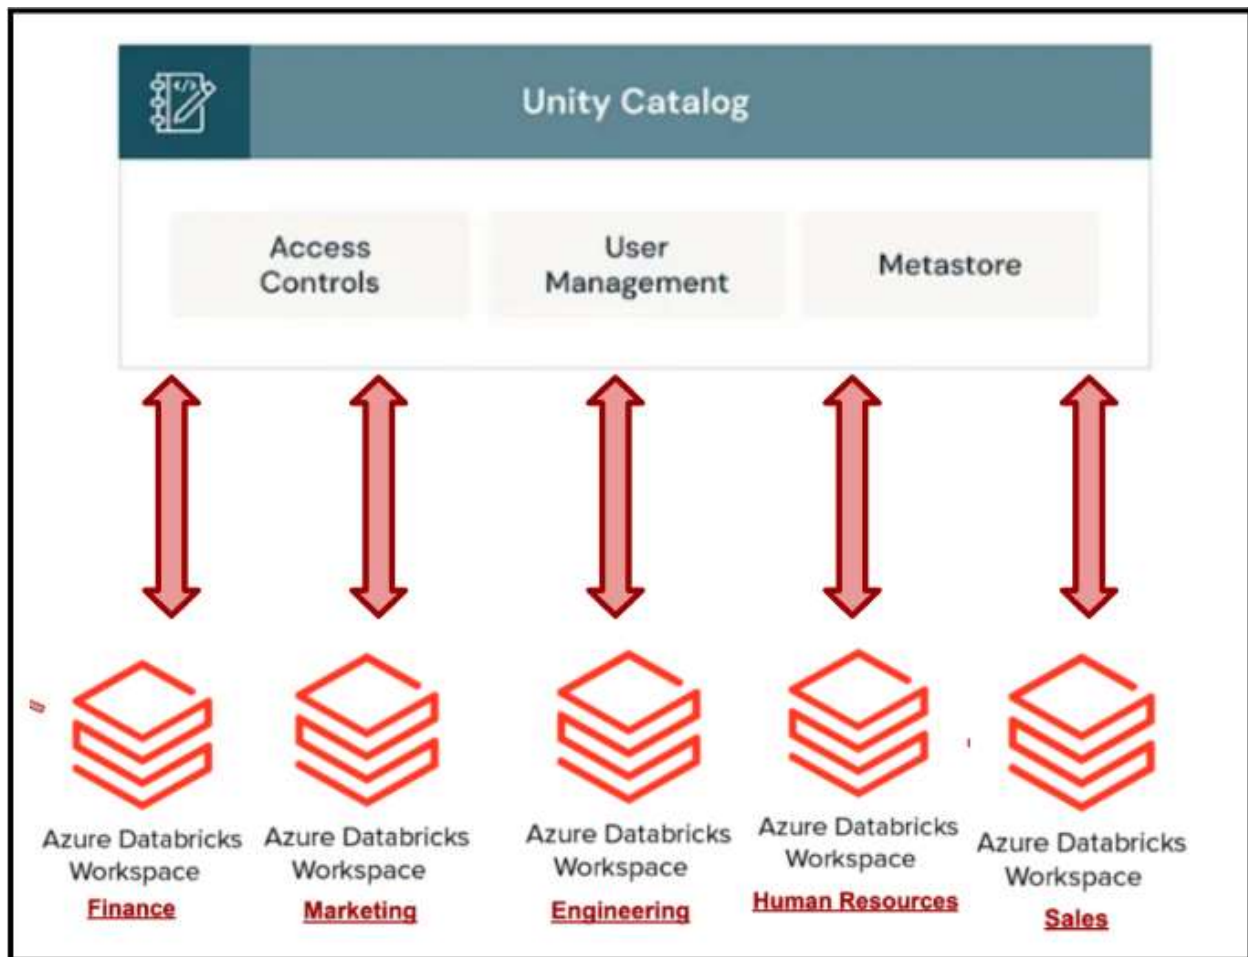 Unity Catalog
Access
Controls
User
Management
Metastore
Azure Databricks
Workspace
Finance
Azure Databricks
Workspace
Marketing
Azure Databricks
Workspace
Engineering
Azure Databricks
Workspace
Human Resources
Azure Databricks
Workspace
Sales